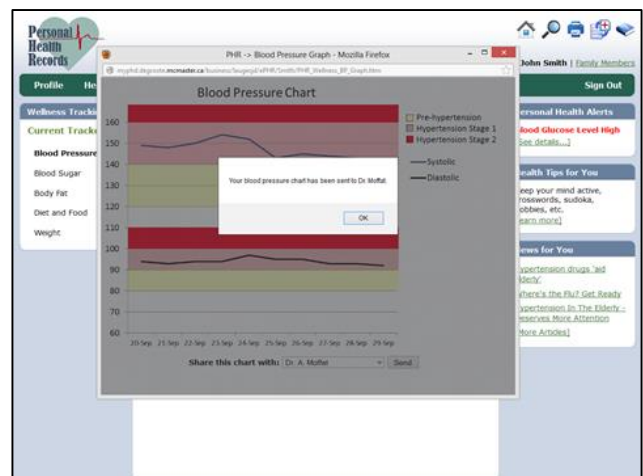 Personal
Health
Records
John Smith | Family Members
Profile
He
Sign Out
Wellness Tracki
Current Track
Blood Pressure
Blood Sugar
Body Fat
Diet and Food
Weight
PHR -> Blood Pressure Graph - Mozilla Firefox
Blood Pressure Chart
160
150
140
130
120
110
100
90
80
70
60
Pre-hypertension
Hypertension Stage 1
Hypertension Stage 2
Systolic
Diastolic
Your blood pressure chart has been sent to Dr. Moffat.
OK
20-Sep 21-Sep 22-Sep 23-Sep 24-Sep 25-Sep 26-Sep 27-Sep 28-Sep 29-Sep
Share this chart with: Dr. A. Moffat Send
ersonal Health Alerts
lood Glucose Level High
See details...]
ealth Tips for You
eep your mind active,
rosswords, sudoka,
obbies, etc.
earn more]
ews for You
ypertension drugs 'aid
lderly'
here's the Flu? Get Ready
ypertension In The Elderly -
eserves More Attention
More Articles]